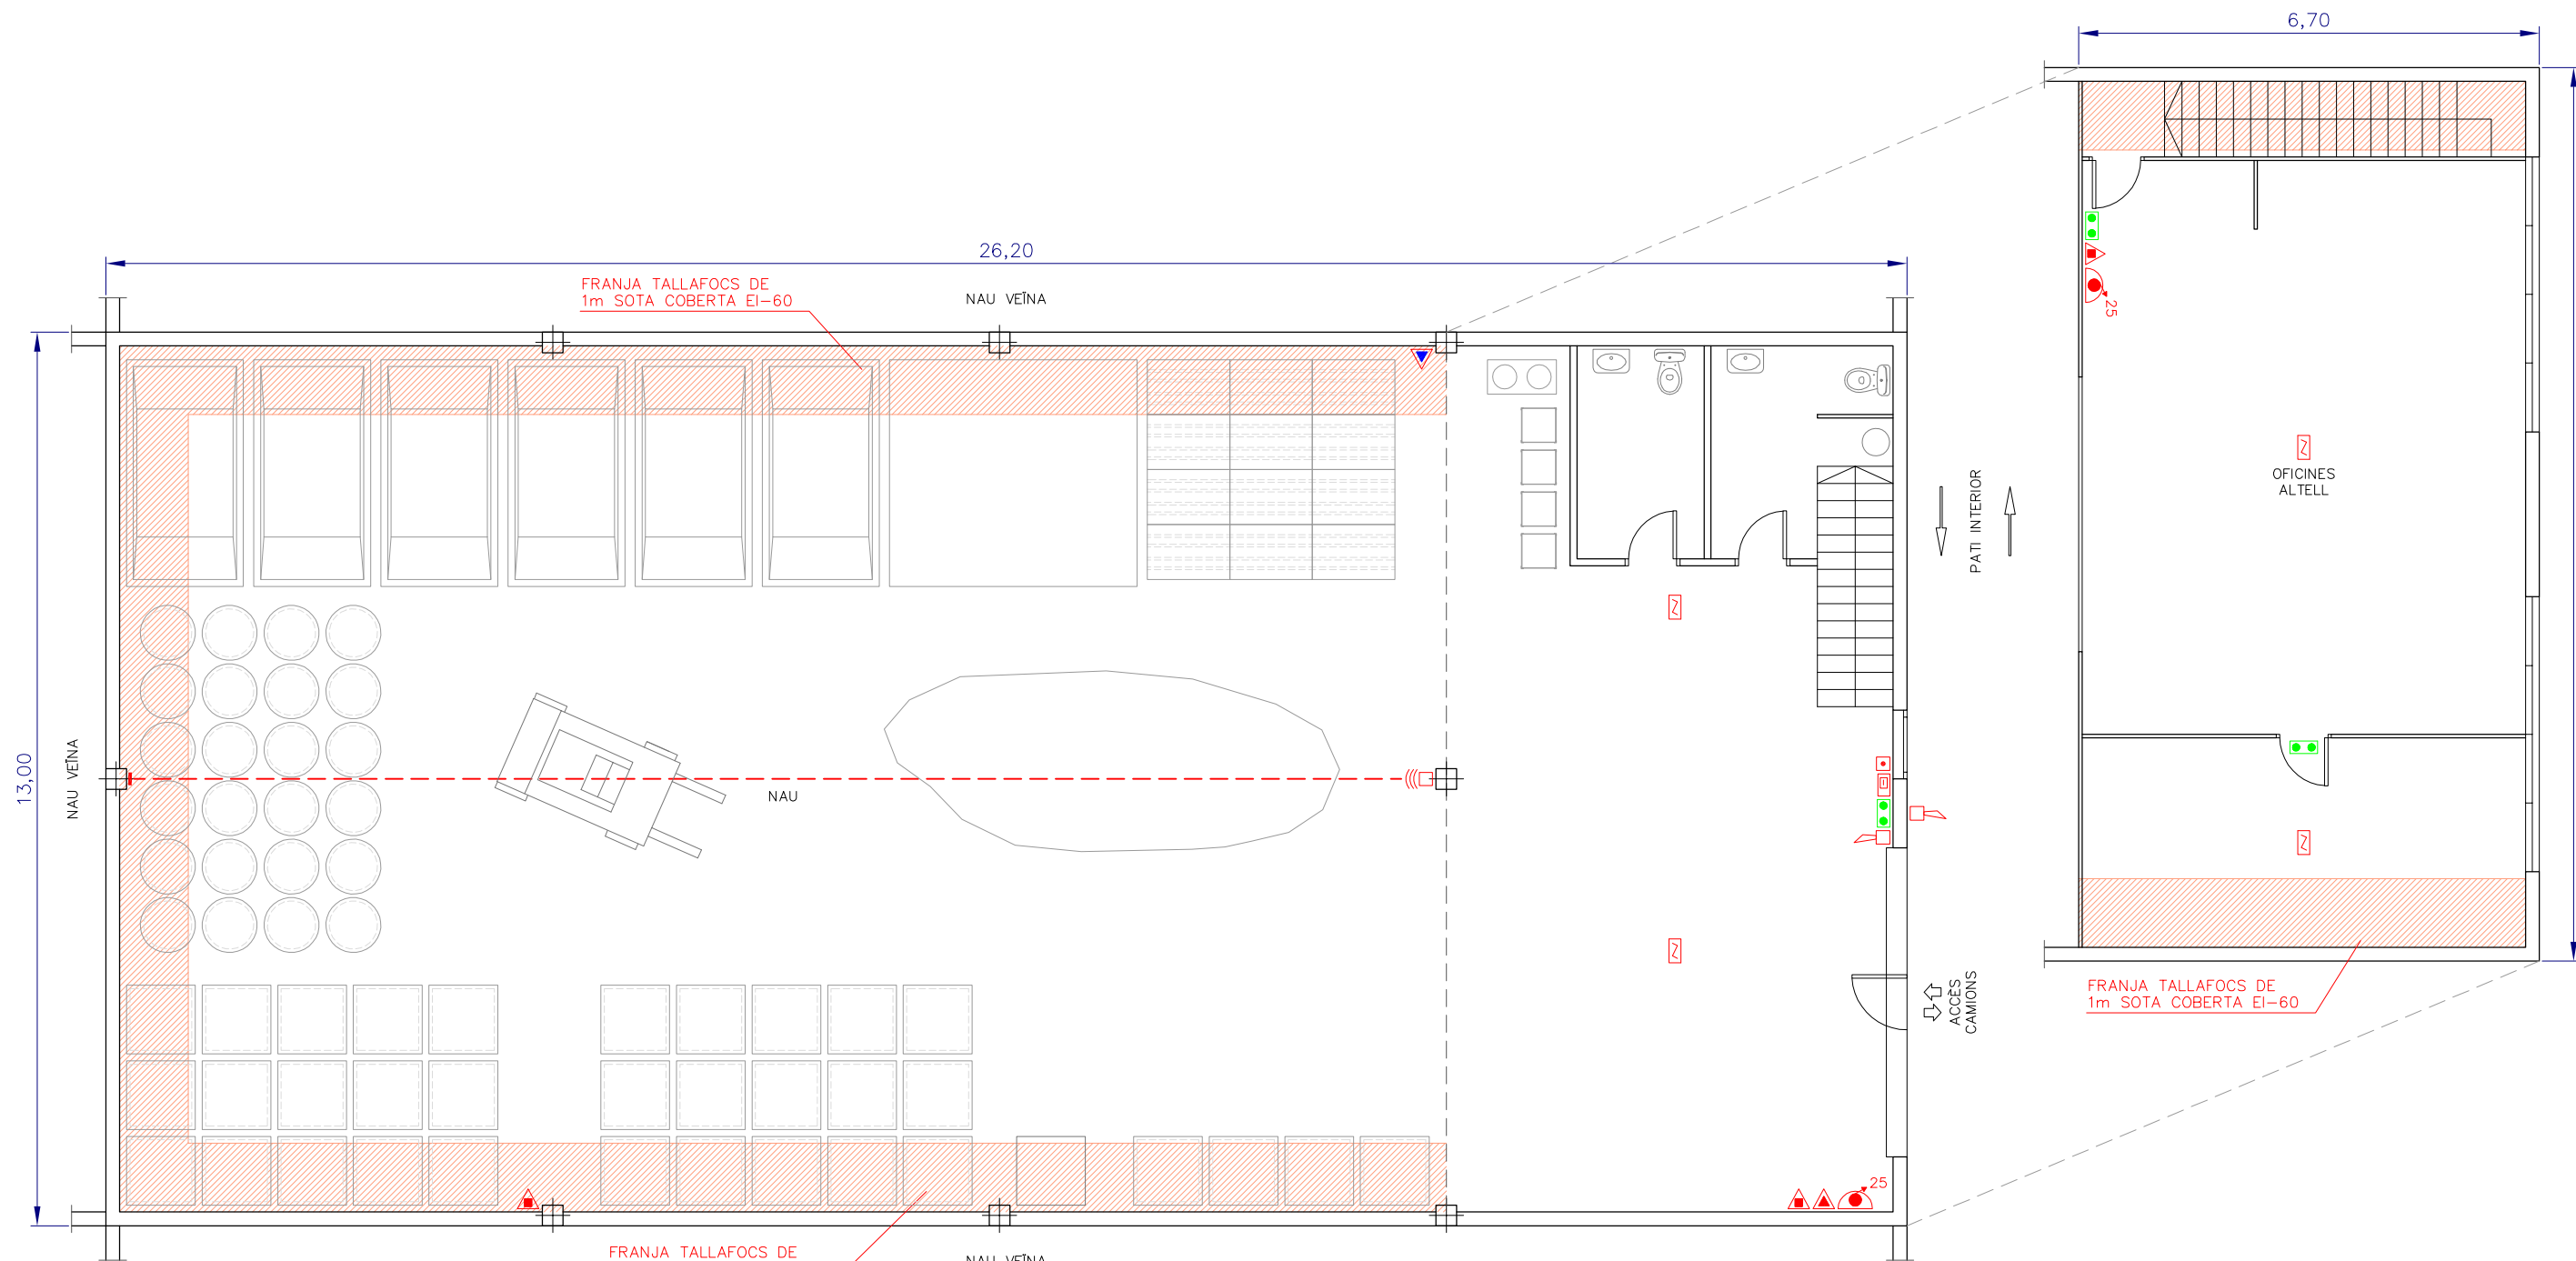 6,70
26,20
FRANJA TALLAFOCS DE
1m SOTA COBERTA EI-60
NAU VEÏNA
25
OFICINES
ALTELL
PATI INTERIOR
13,00
NAU VEÏNA
NAU
ACCÉS
CAMIONS
FRANJA TALLAFOCS DE
1m SOTA COBERTA EI-60
25
FRANJA TALLAFOCS DE
NAU VEÏNA